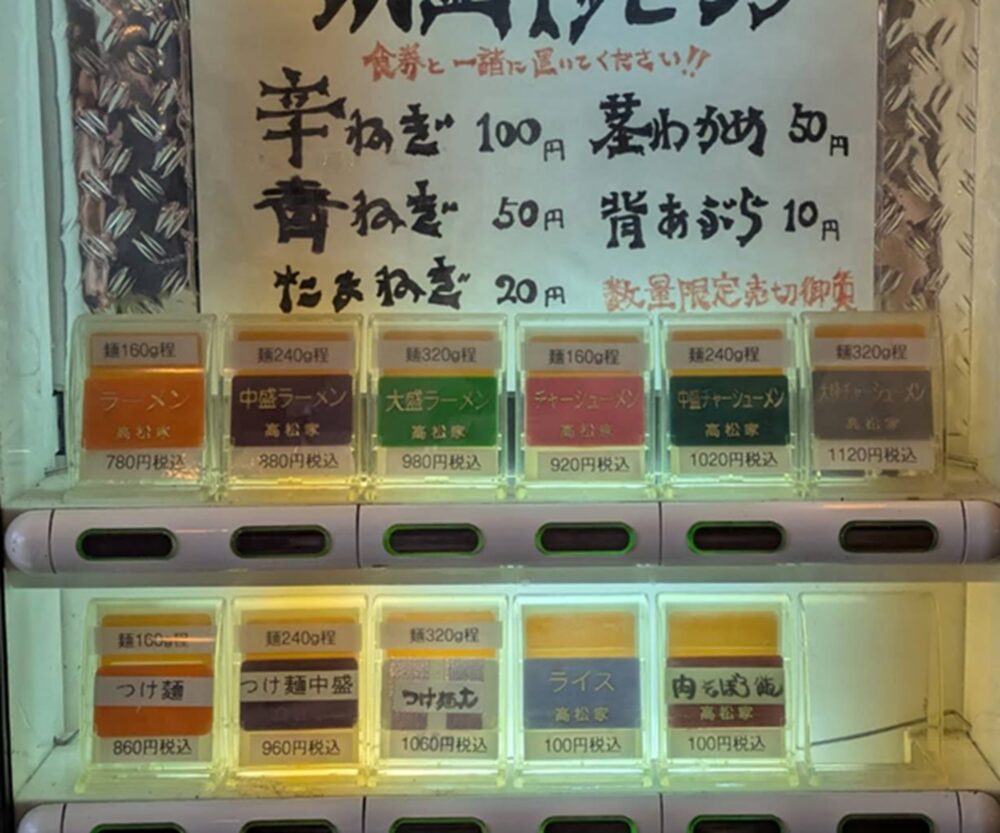 食券と一諸に置いてください!!
辛ねぎ 100円 茎わかめ 50円
青ねぎ 50円 背あぶら 10円
たまねぎ 20円 数量限定売切御免
麺160g程 麺240g程 麺320g程 麺160g程 麺240g程 麺320g程
ラーメン 中盛ラーメン 大盛ラーメン チャーシューメン 中盛チャーシューメン 大盛チャーシューメン
高松家 高松家 高松家 高松家 高松家 高松家
780円税込 880円税込 980円税込 920円税込 1020円税込 1120円税込
麺160g程 麺240g程 麺320g程
つけ麺 つけ麺中盛 つけ麺大 ライス 肉そぼろ飯
高松家 高松家
860円税込 960円税込 1060円税込 100円税込 100円税込